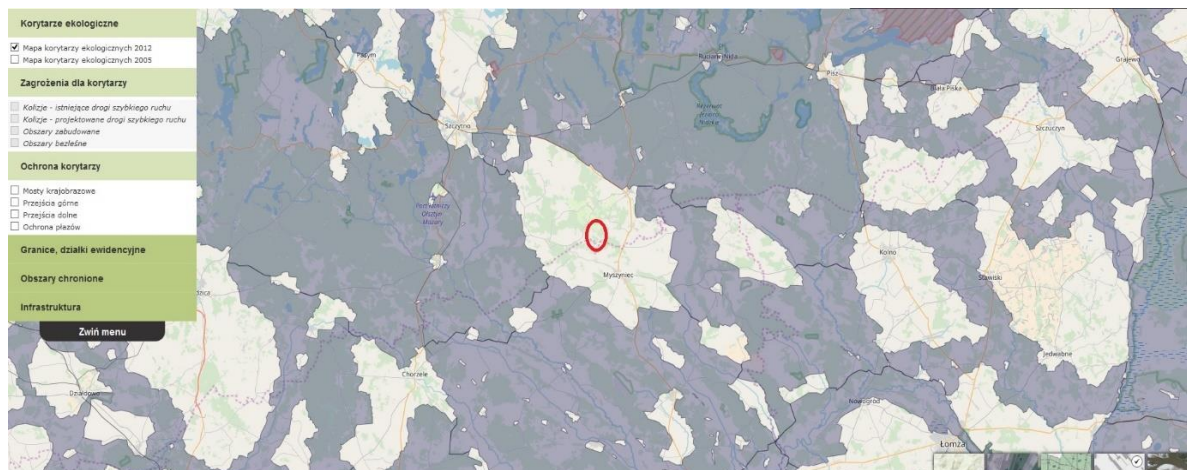 Korytarze ekologiczne
Mapa korytarzy ekologicznych 2012
Mapa korytarzy ekologicznych 2005
Zagrożenia dla korytarzy
Kolizje - istniejące drogi szybkiego ruchu
Kolizje - projektowane drogi szybkiego ruchu
Obszary zabudowane
Obszary bezleśne
Ochrona korytarzy
Mosty krajobrazowe
Przejścia górne
Przejścia dolne
Ochrona płazów
Granice, działki ewidencyjne
Obszary chronione
Infrastruktura
Zwiń menu
Pasym
Szczytno
Ruciane-Nida
Pisz
Biała Piska
Grajewo
Szczuczyn
Kolno
Stawiski
Myszyniec
Jedwabne
Chorzele
Działdowo
Nowogród
Łomża